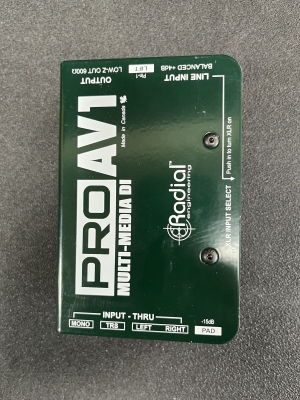 PRO AV1
MULTI-MEDIA DI
Made in Canada
Radial
engineering
INPUT - THRU
MONO
TRS
LEFT
RIGHT
-15dB
PAD
XLR INPUT SELECT
Push in to turn XLR on
OUTPUT
LOW-Z OUT 600Ω
Pin-1
LIFT
LINE INPUT
BALANCED +4dB